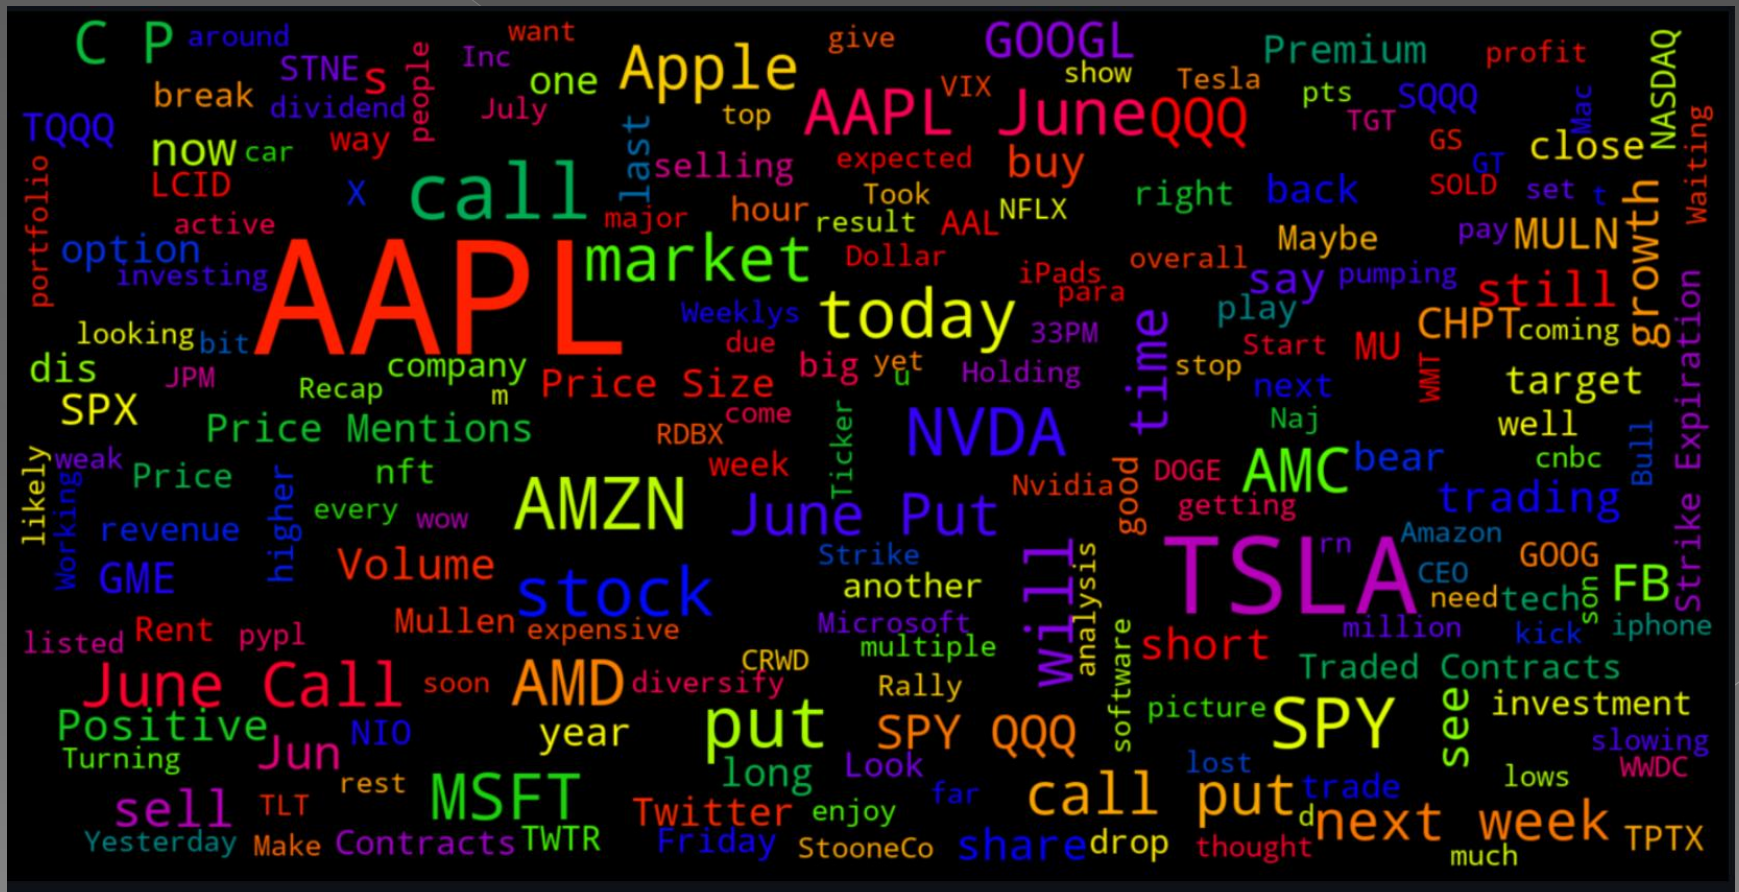 C P
around
want
give
GOOGL
Premium
profit
NASDAQ
STNE
s
people
Inc
one
Apple
VIX
show
Tesla
pts
SQQQ
Mac
break
dividend
July
top
AAPL June
QQQ
TGT
Waiting
TQQQ
now
car
way
last
selling
expected
buy
GS
GT
close
portfolio
LCID
X
call
Took
right
back
SOLD
set
t
growth
active
major
hour
result
AAL
NFLX
Maybe
pay
MULN
option
investing
AAPL
market
Dollar
iPads
para
overall
say
pumping
still
looking
bit
Weeklys
today
33PM
time
play
CHPT
coming
Strike Expiration
dis
JPM
Recap
company
m
due
Price Size
big
yet
u
Holding
stop
Start
MU
WMT
next
target
SPX
Price Mentions
RDBX
come
Ticker
NVDA
Naj
well
likely
weak
Working
Price
higher
nft
week
Nvidia
good
DOGE
AMC
bear
cnbc
Bull
revenue
every
wow
AMZN
June Put
getting
trading
GME
Volume
stock
Strike
another
will
analysis
TSLA
rn
Amazon
CEO
GOOG
need
tech
son
FB
listed
Rent
pypl
Mullen
expensive
Microsoft
multiple
software
short
million
kick
iphone
June Call
soon
AMD
diversify
CRWD
Rally
Traded Contracts
Positive
Turning
Jun
NIO
year
put
SPY QQQ
picture
SPY
see
investment
slowing
sell
TLT
rest
MSFT
long
Look
far
lost
call put
trade
lows
WWDC
Yesterday
Make
Contracts
TWTR
Twitter
Friday
enjoy
StooneCo
share
drop
thought
d
next week
much
TPTX